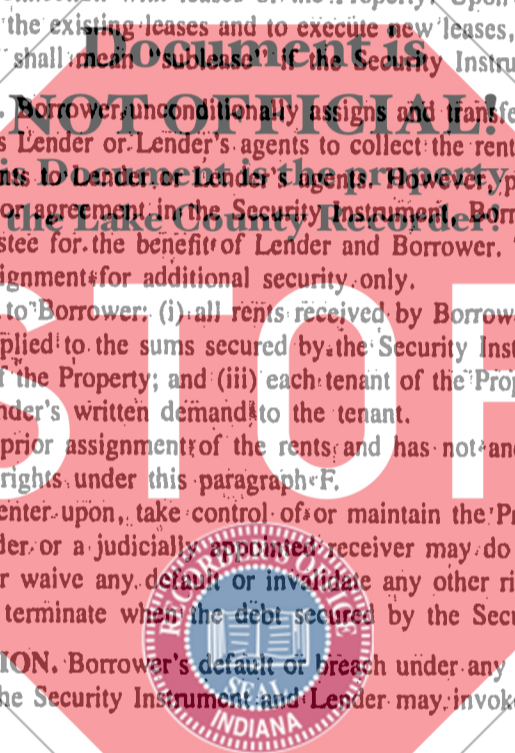 the existing leases and to execute new leases,
Document is
shall mean "sublease" if the Security Instru
NOT OFFICIAL!
Borrower unconditionally assigns and transfe
s Lender or Lender's agents to collect the rent
is Document is the property
nts to Lender or Lender's agents. However, p
the Lake County Recorder!
or agreement in the Security Instrument, Borr
stee for the benefit of Lender and Borrower.
ignment for additional security only.
to Borrower: (i) all rents received by Borrow
STOP
plied to the sums secured by the Security Inst
f the Property; and (iii) each tenant of the Prop
nder's written demand to the tenant.
prior assignment of the rents and has not and
rights under this paragraph F.
enter upon, take control of or maintain the Pr
der or a judicially appointed receiver may do
r waive any default or invalidate any other ri
terminate when the debt secured by the Secu
RECORDER'S OFFICE
SEAL
INDIANA
ION. Borrower's default or breach under any
he Security Instrument and Lender may invok